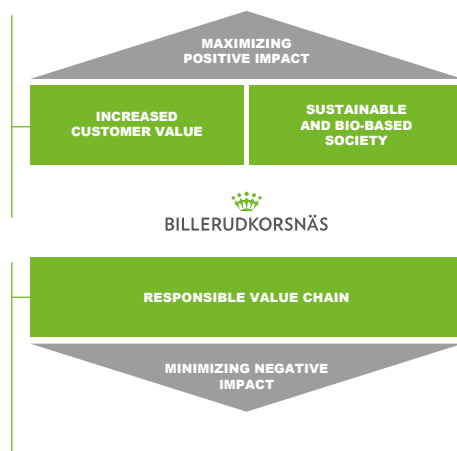 MAXIMIZING
POSITIVE IMPACT
INCREASED
CUSTOMER VALUE
SUSTAINABLE
AND BIO-BASED
SOCIETY
BILLERUDKORSNÄS
RESPONSIBLE VALUE CHAIN
MINIMIZING NEGATIVE
IMPACT